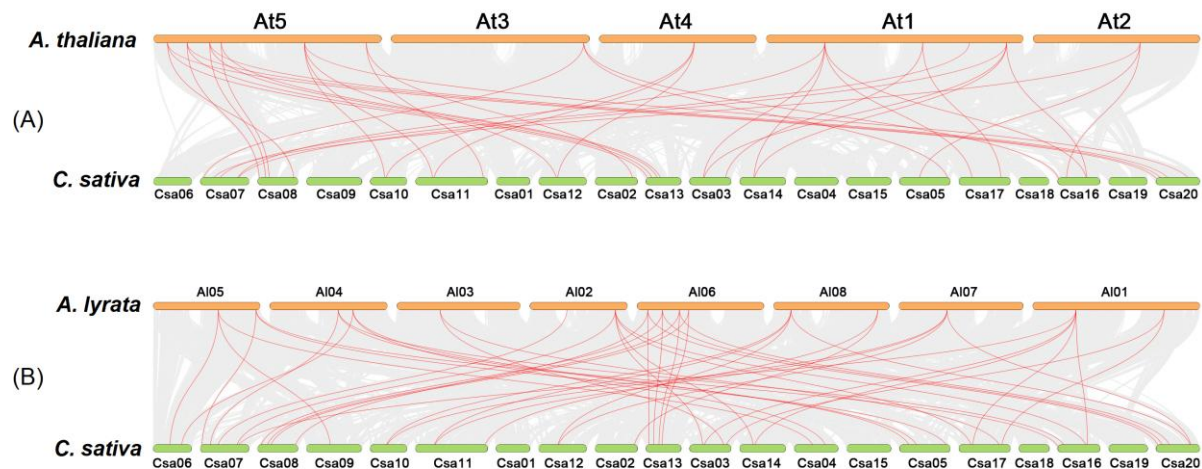 At5 At3 At4 At1 At2
A. thaliana
(A)
C. sativa
Csa06 Csa07 Csa08 Csa09 Csa10 Csa11 Csa01 Csa12 Csa02 Csa13 Csa03 Csa14 Csa04 Csa15 Csa05 Csa17 Csa18 Csa16 Csa19 Csa20
Al05 Al04 Al03 Al02 Al06 Al08 Al07 Al01
A. lyrata
(B)
C. sativa
Csa06 Csa07 Csa08 Csa09 Csa10 Csa11 Csa01 Csa12 Csa02 Csa13 Csa03 Csa14 Csa04 Csa15 Csa05 Csa17 Csa18 Csa16 Csa19 Csa20